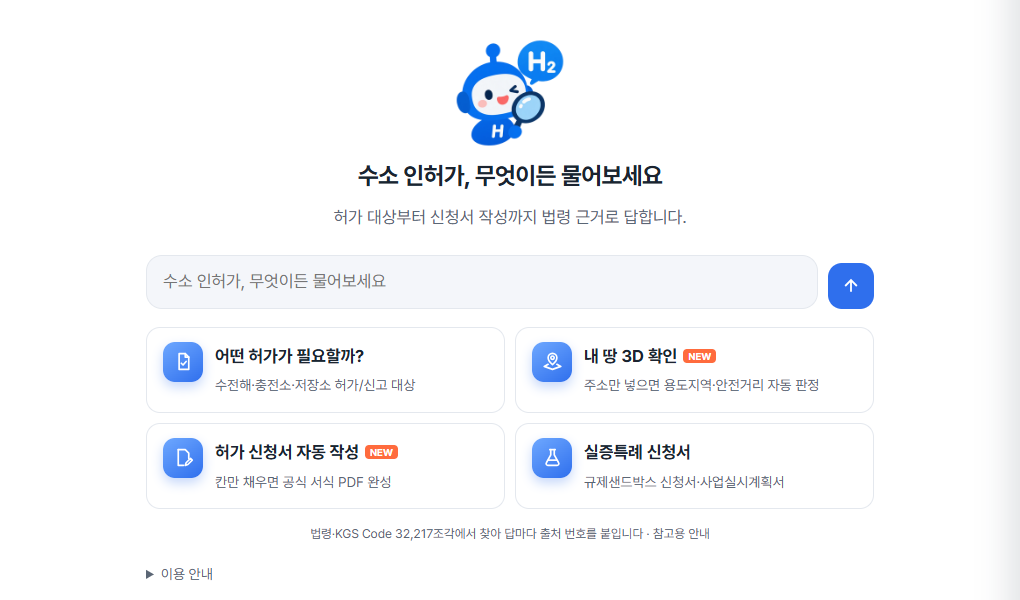 H2
H
수소 인허가, 무엇이든 물어보세요
허가 대상부터 신청서 작성까지 법령 근거로 답합니다.
수소 인허가, 무엇이든 물어보세요
어떤 허가가 필요할까?
수전해·충전소·저장소 허가/신고 대상
내 땅 3D 확인 NEW
주소만 넣으면 용도지역·안전거리 자동 판정
허가 신청서 자동 작성 NEW
칸만 채우면 공식 서식 PDF 완성
실증특례 신청서
규제샌드박스 신청서·사업실시계획서
법령·KGS Code 32,217조각에서 찾아 답마다 출처 번호를 붙입니다 · 참고용 안내
▶ 이용 안내